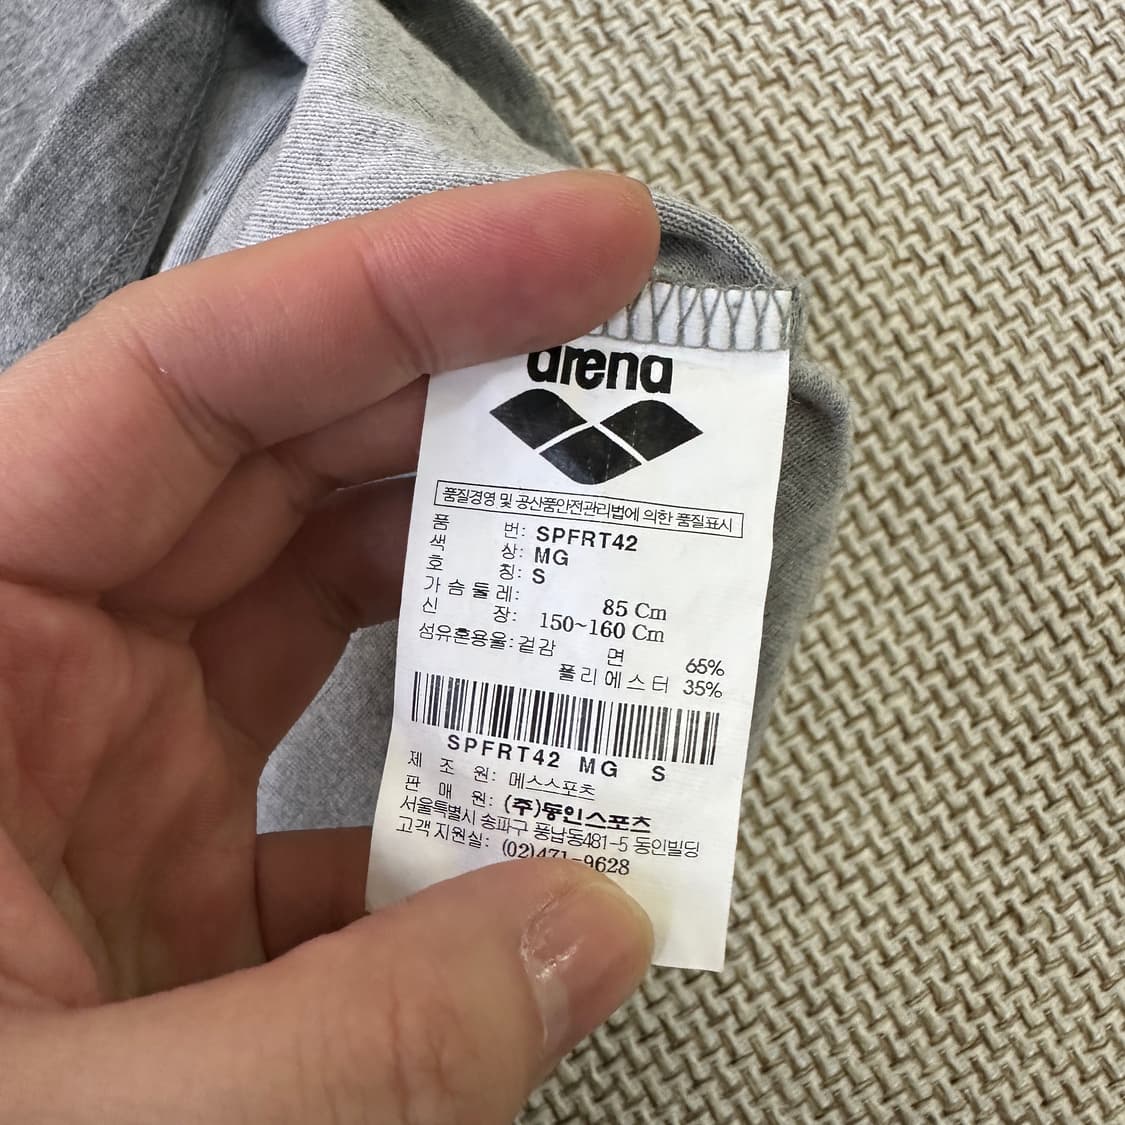 arena
품질경영 및 공산품안전관리법에 의한 품질표시
품 번: SPFRT42
색 상: MG
호 칭: S
가슴둘레: 85 Cm
신 장: 150~160 Cm
섬유혼용율: 겉감 면 65%
폴리에스터 35%
SPFRT42 MG S
제 조 원: 메스스포츠
판 매 원: (주)동인스포츠
서울특별시 송파구 풍납동481-5 동인빌딩
고객지원실: (02)471-9628